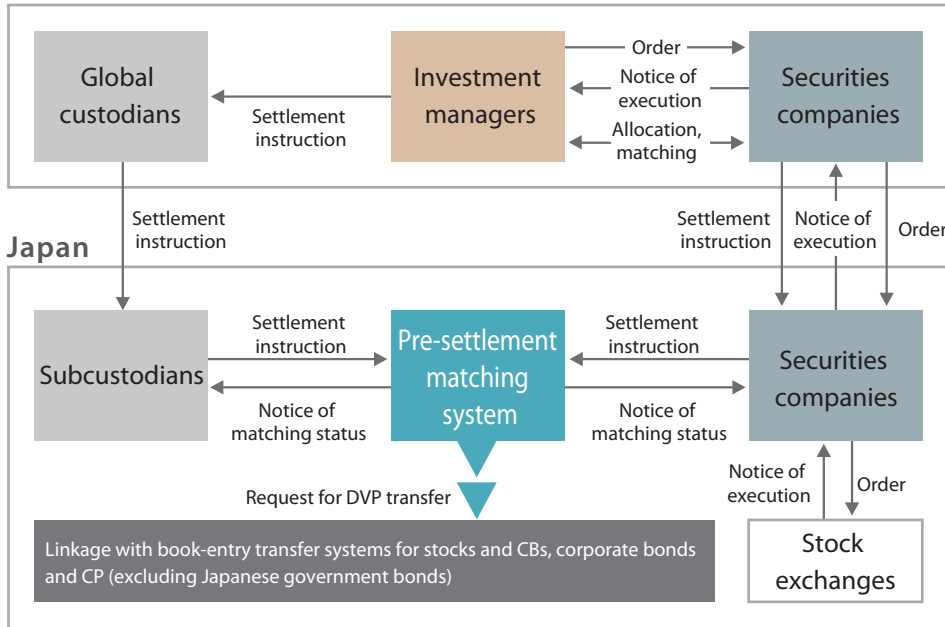 Global
custodians
Settlement
instruction
Investment
managers
Order
Notice of
execution
Allocation,
matching
Securities
companies
Settlement
instruction
Settlement
instruction
Notice of
execution
Order
Japan
Subcustodians
Settlement
instruction
Notice of
matching status
Pre-settlement
matching
system
Settlement
instruction
Notice of
matching status
Securities
companies
Request for DVP transfer
Notice of
execution
Order
Linkage with book-entry transfer systems for stocks and CBs, corporate bonds
and CP (excluding Japanese government bonds)
Stock
exchanges